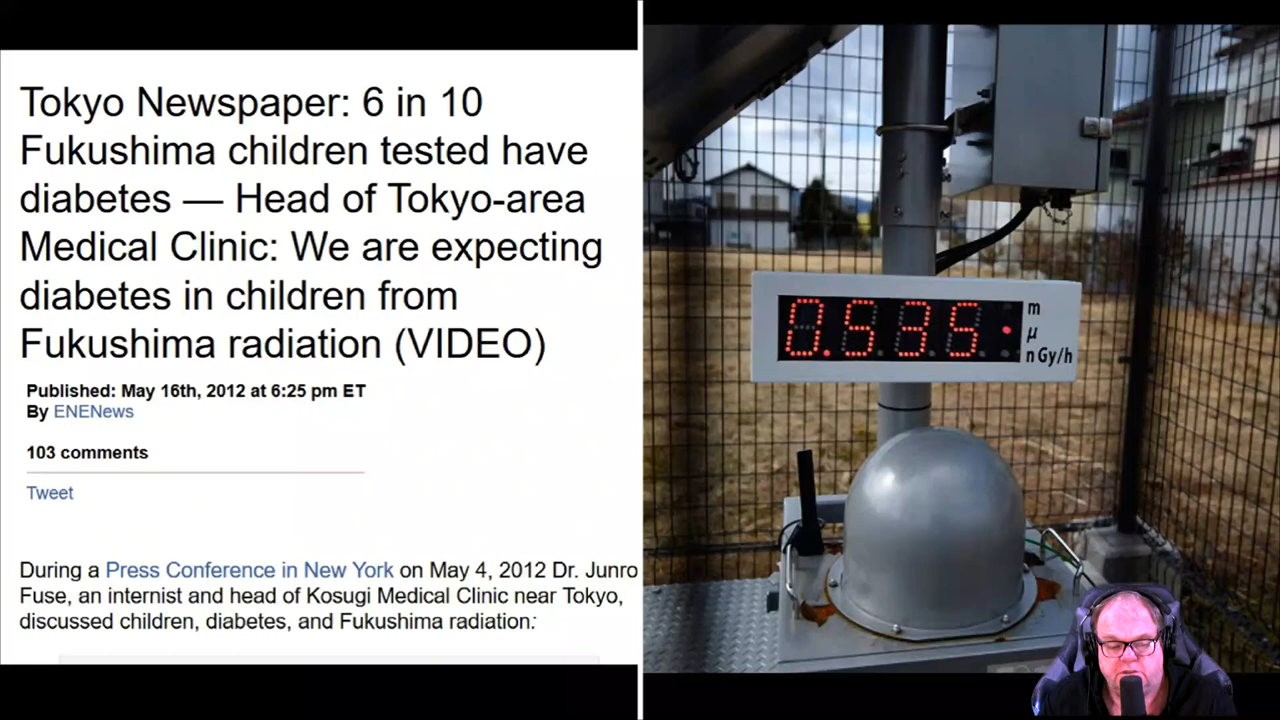 Tokyo Newspaper: 6 in 10
Fukushima children tested have
diabetes — Head of Tokyo-area
Medical Clinic: We are expecting
diabetes in children from
Fukushima radiation (VIDEO)
Published: May 16th, 2012 at 6:25 pm ET
By ENENews
103 comments
Tweet
During a Press Conference in New York on May 4, 2012 Dr. Junro
Fuse, an internist and head of Kosugi Medical Clinic near Tokyo,
discussed children, diabetes, and Fukushima radiation:
0.535
m
μ
n Gy/h